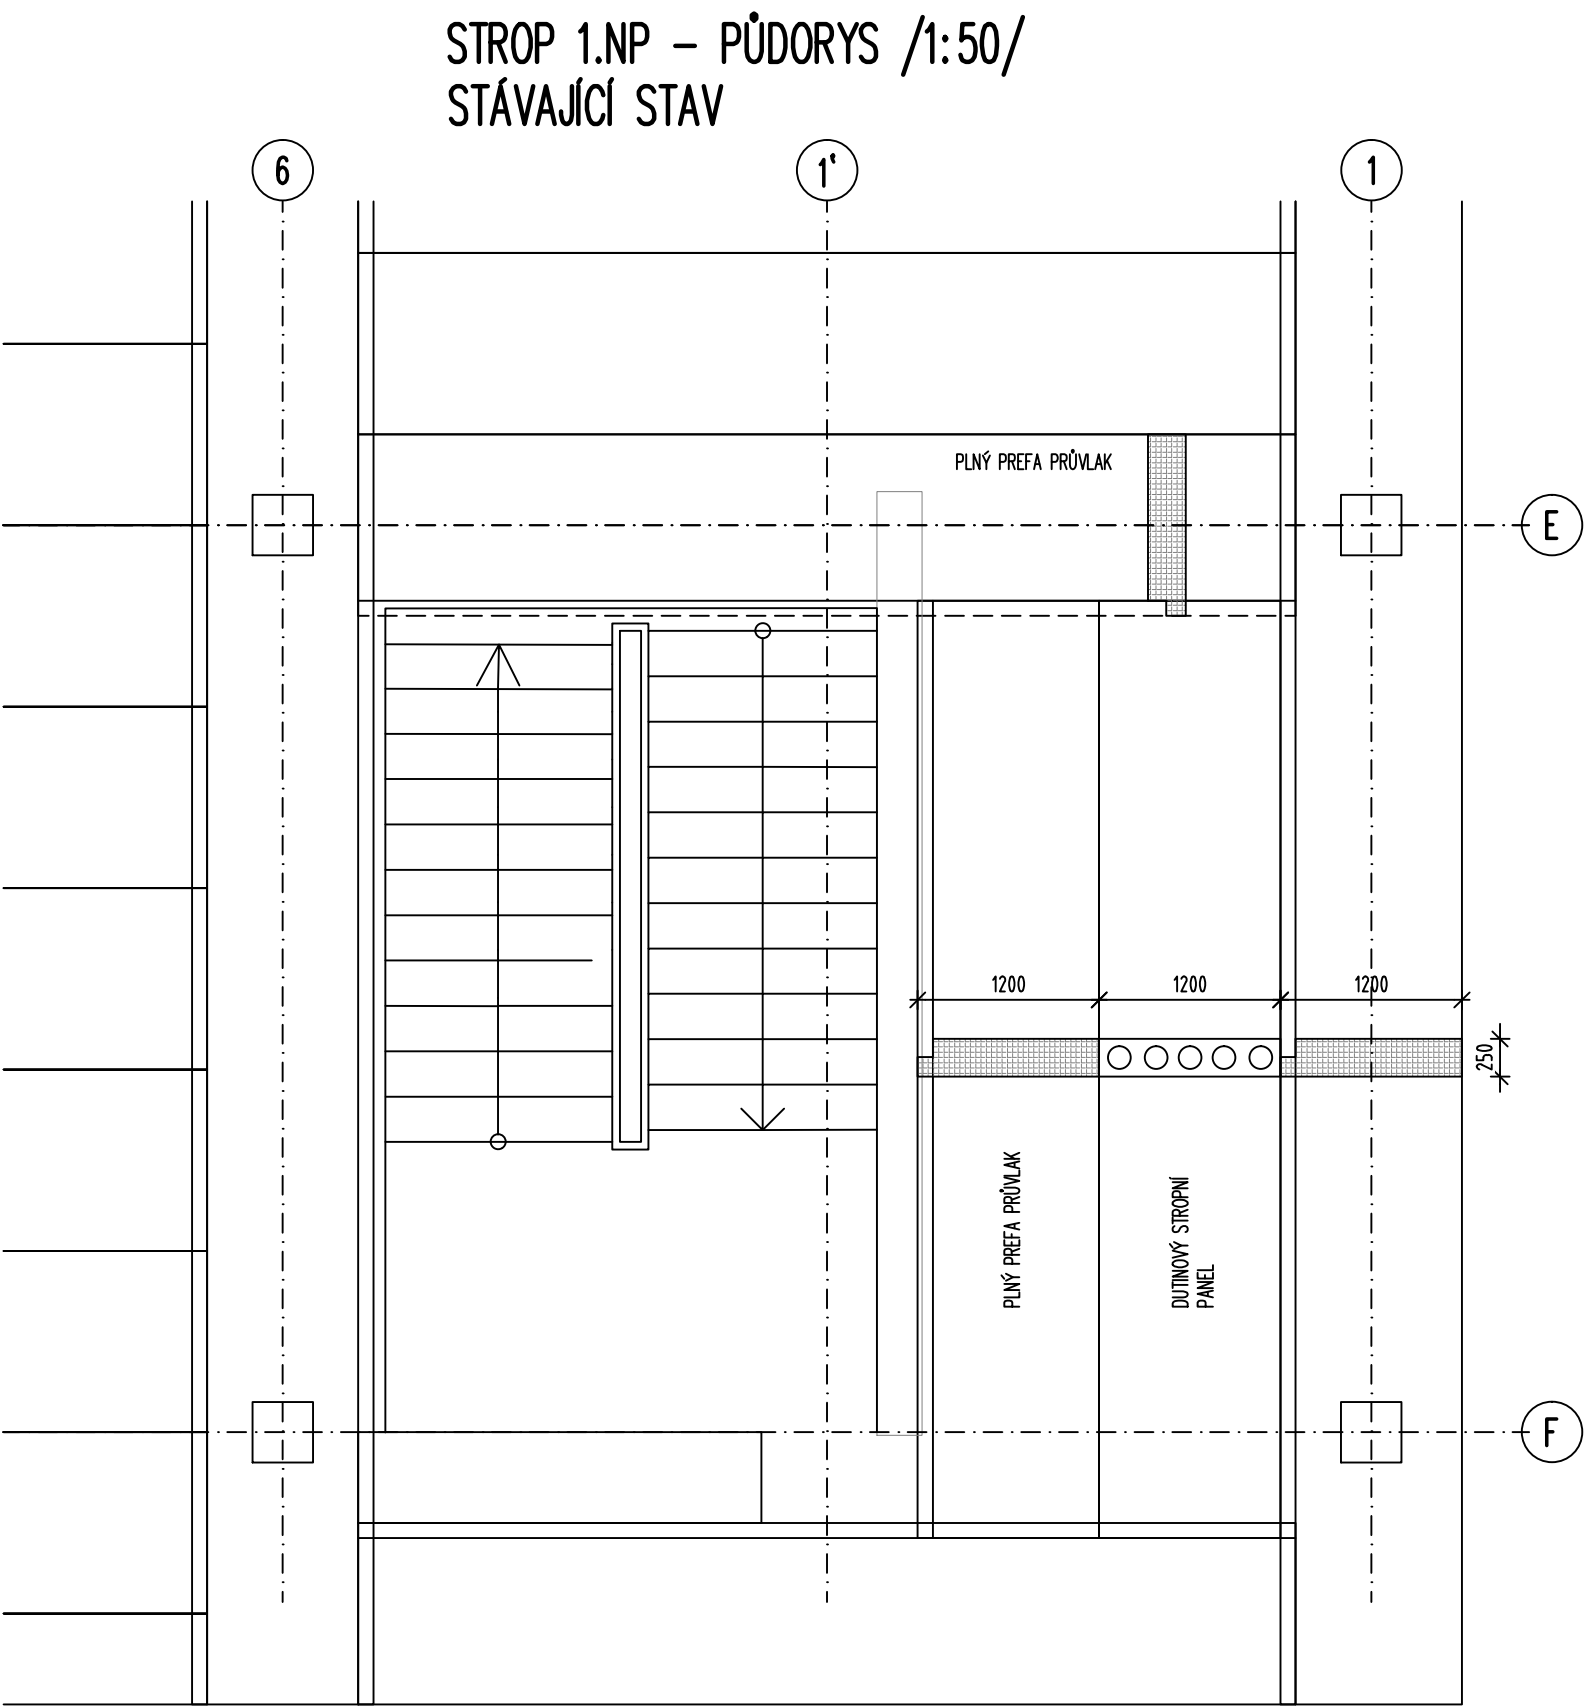 STROP 1.NP - PŮDORYS /1:50/
STÁVAJÍCÍ STAV
6
1'
1
PLNÝ PREFA PRŮVLAK
E
1200
1200
1200
250
PLNÝ PREFA PRŮVLAK
DUTINOVÝ STROPNÍ
PANEL
F